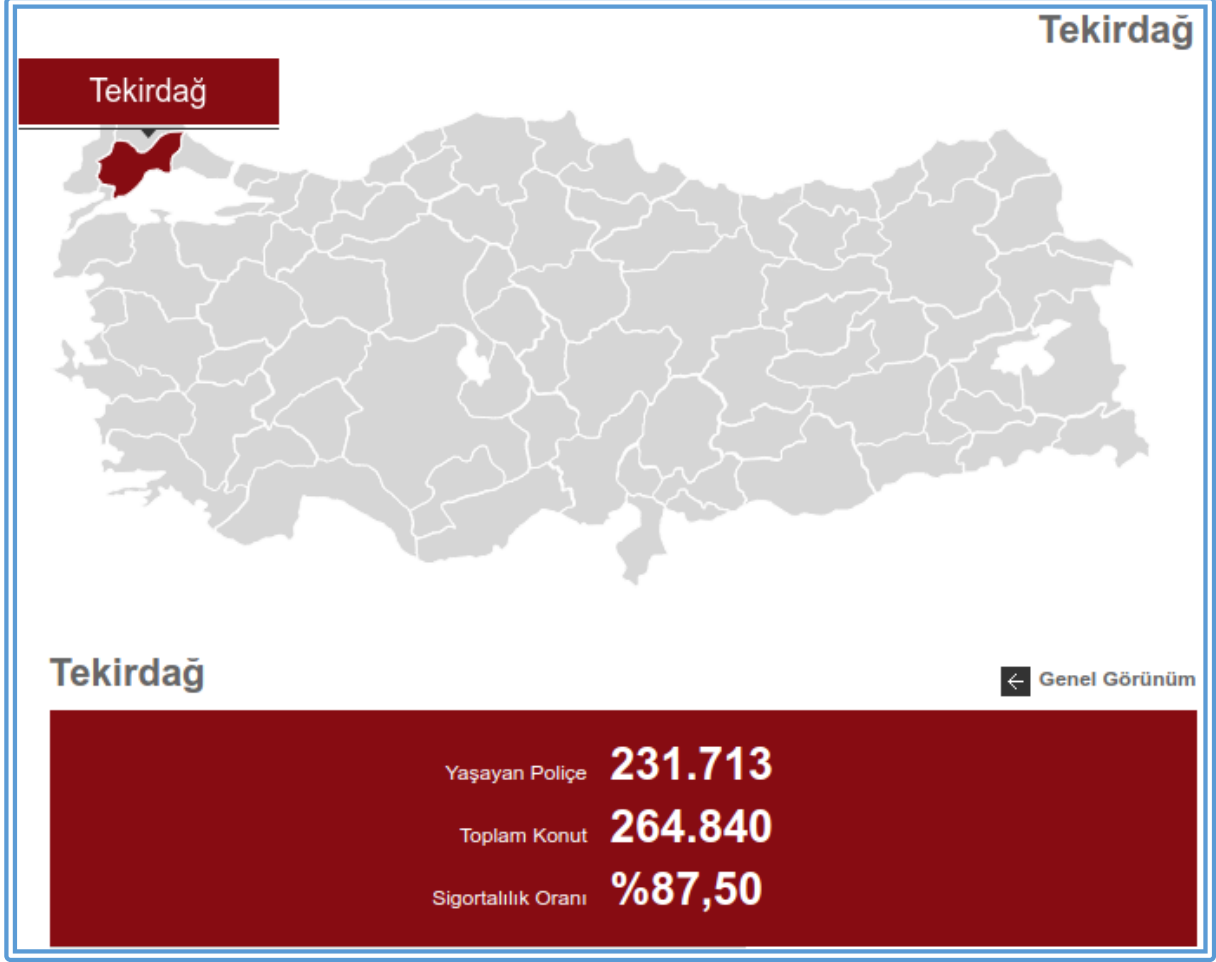 Tekirdağ
Tekirdağ
Tekirdağ
Genel Görünüm
Yaşayan Poliçe 231.713
Toplam Konut 264.840
Sigortalılık Oranı %87,50